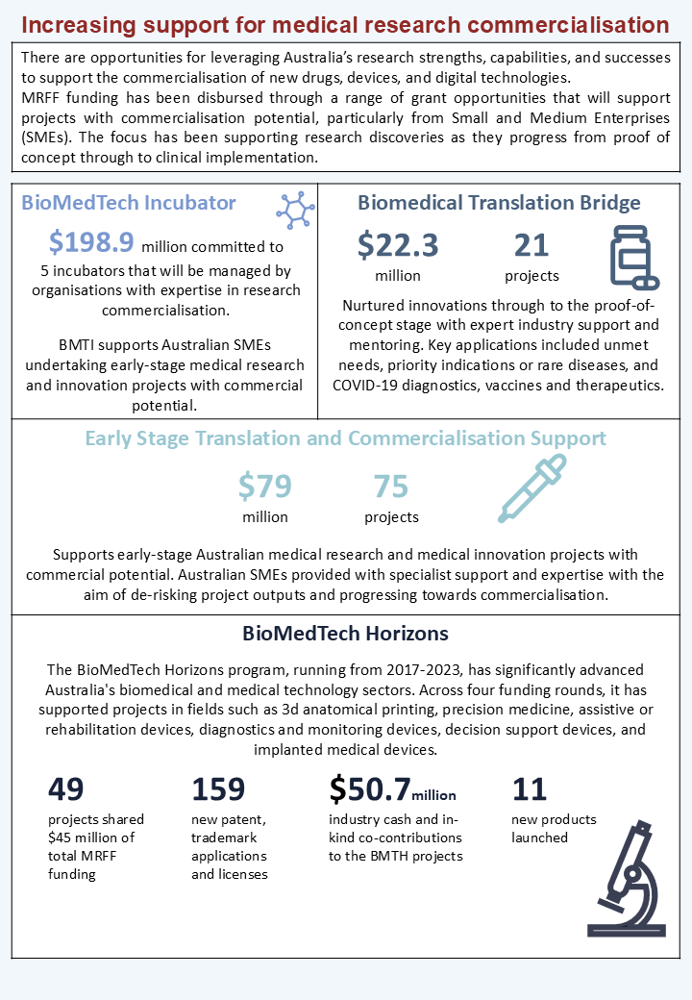 Increasing support for medical research commercialisation
There are opportunities for leveraging Australia’s research strengths, capabilities, and successes
to support the commercialisation of new drugs, devices, and digital technologies.
MRFF funding has been disbursed through a range of grant opportunities that will support
projects with commercialisation potential, particularly from Small and Medium Enterprises
(SMEs). The focus has been supporting research discoveries as they progress from proof of
concept through to clinical implementation.
BioMedTech Incubator
$198.9 million committed to
5 incubators that will be managed by
organisations with expertise in research
commercialisation.
BMTI supports Australian SMEs
undertaking early-stage medical research
and innovation projects with commercial
potential.
Biomedical Translation Bridge
$22.3 21
million projects
Nurtured innovations through to the proof-of-
concept stage with expert industry support and
mentoring. Key applications included unmet
needs, priority indications or rare diseases, and
COVID-19 diagnostics, vaccines and therapeutics.
Early Stage Translation and Commercialisation Support
$79 75
million projects
Supports early-stage Australian medical research and medical innovation projects with
commercial potential. Australian SMEs provided with specialist support and expertise with the
aim of de-risking project outputs and progressing towards commercialisation.
BioMedTech Horizons
The BioMedTech Horizons program, running from 2017-2023, has significantly advanced
Australia's biomedical and medical technology sectors. Across four funding rounds, it has
supported projects in fields such as 3d anatomical printing, precision medicine, assistive or
rehabilitation devices, diagnostics and monitoring devices, decision support devices, and
implanted medical devices.
49
projects shared
$45 million of
total MRFF
funding
159
new patent,
trademark
applications
and licenses
$50.7 million
industry cash and in-
kind co-contributions
to the BMTH projects
11
new products
launched